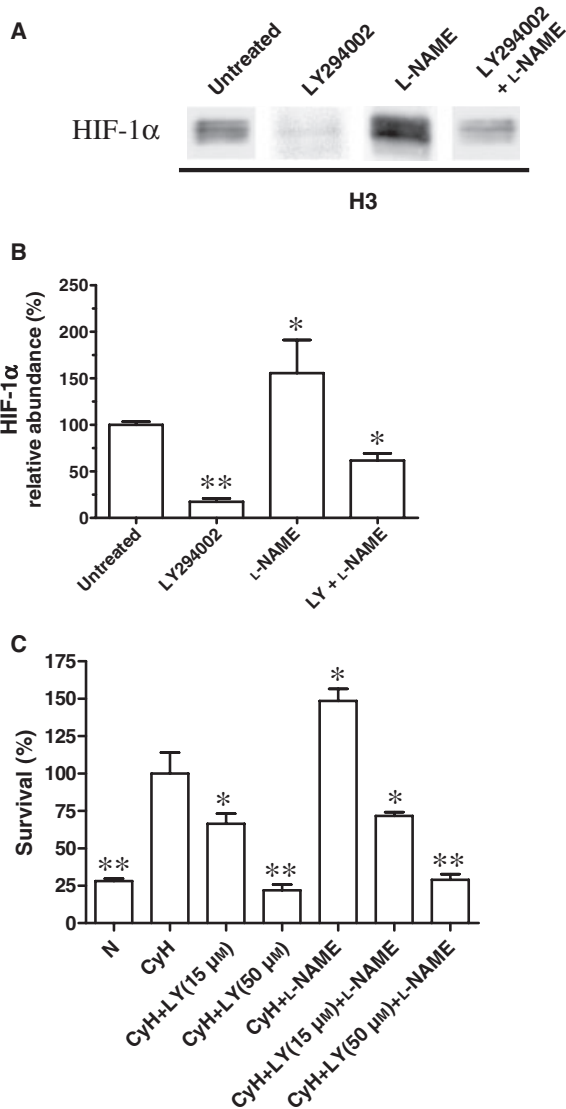 A
Untreated
LY294002
L-NAME
LY294002
+ L-NAME
HIF-1α
H3
B
HIF-1α
relative abundance (%)
250
200
150
100
50
0
*
**
*
Untreated
LY294002
L-NAME
LY + L-NAME
C
Survival (%)
175
150
125
100
75
50
25
0
**
*
**
*
*
**
N
CyH
CyH+LY(15 µM)
CyH+LY(50 µM)
CyH+L-NAME
CyH+LY(15 µM)+L-NAME
CyH+LY(50 µM)+L-NAME